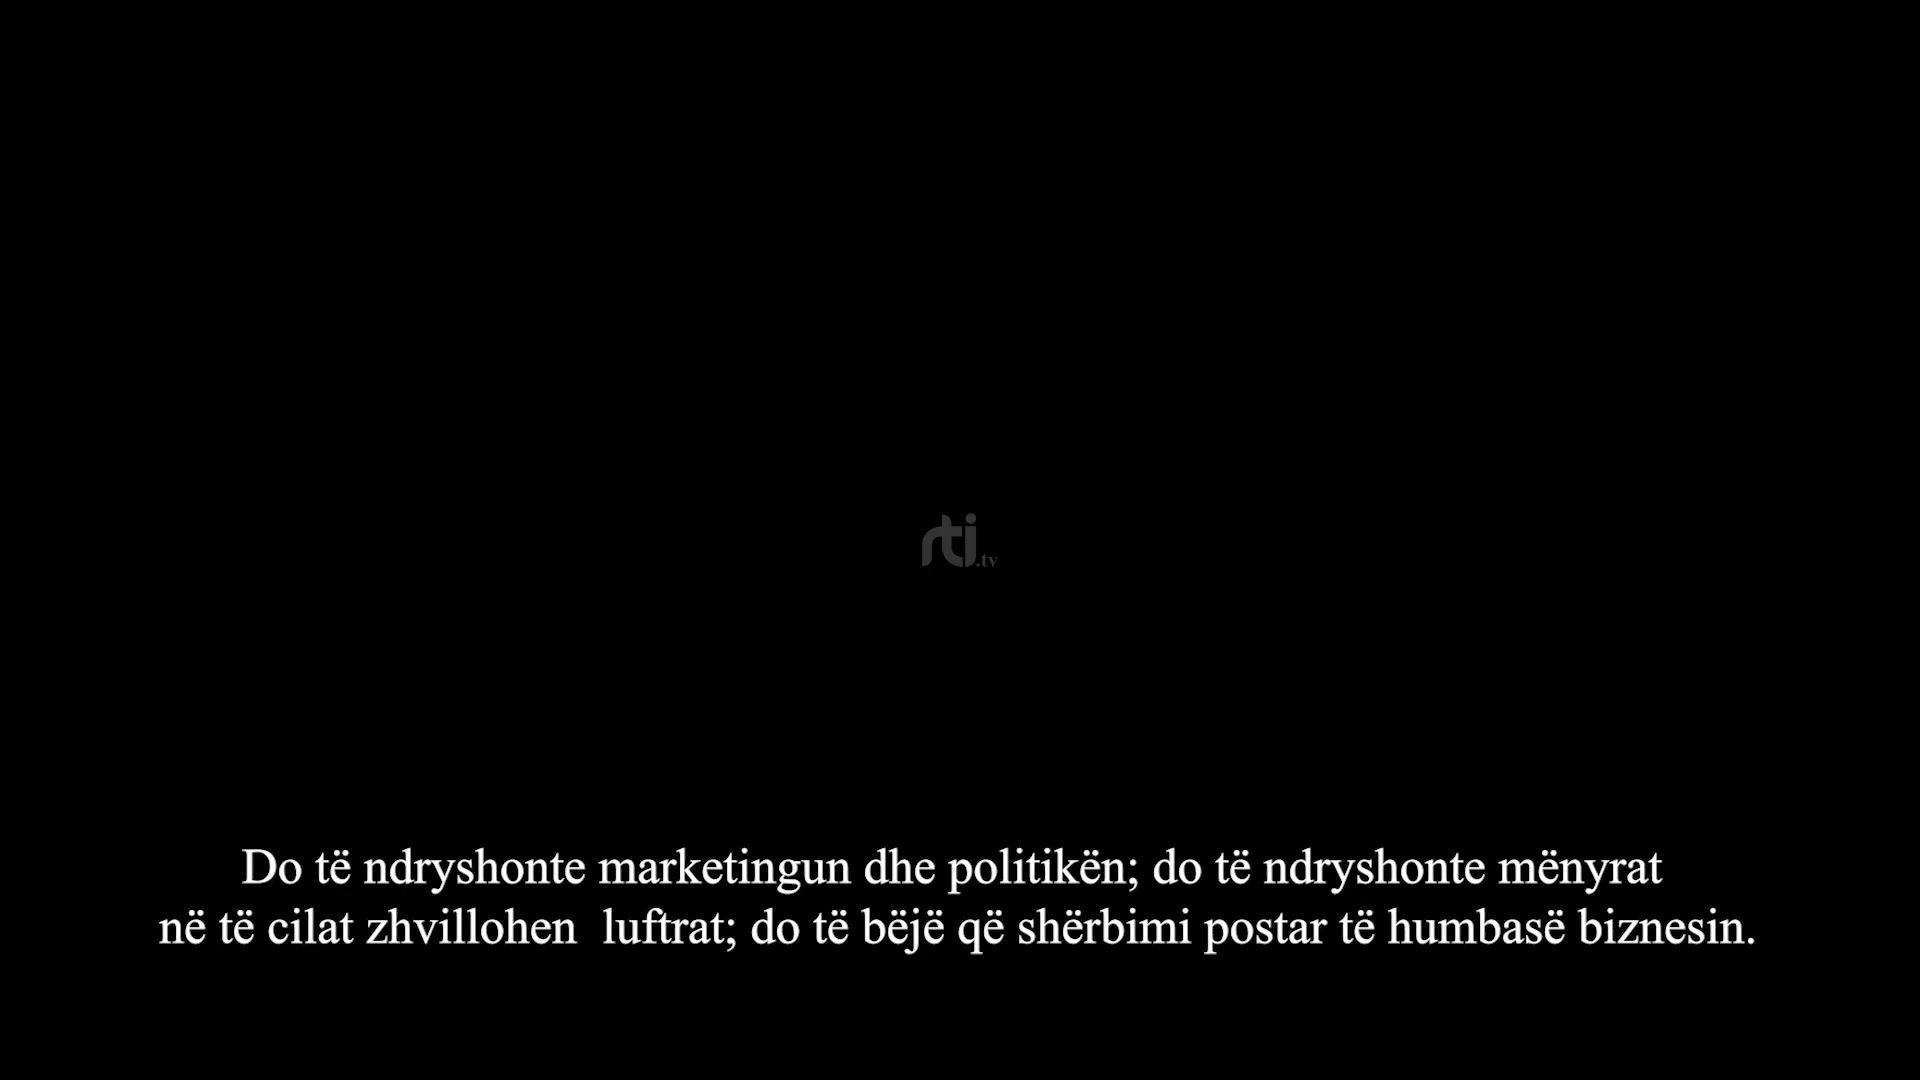 rti.tv
Do të ndryshonte marketingun dhe politikën; do të ndryshonte mënyrat
në të cilat zhvillohen  luftrat; do të bëjë që shërbimi postar të humbasë biznesin.